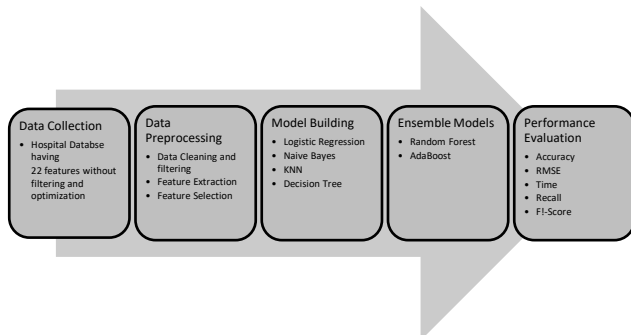 Data Collection
• Hospital Databse
having
22 features without
filtering and
optimization
Data
Preprocessing
• Data Cleaning and
filtering
• Feature Extraction
• Feature Selection
Model Building
• Logistic Regression
• Naive Bayes
• KNN
• Decision Tree
Ensemble Models
• Random Forest
• AdaBoost
Performance
Evaluation
• Accuracy
• RMSE
• Time
• Recall
• F!-Score